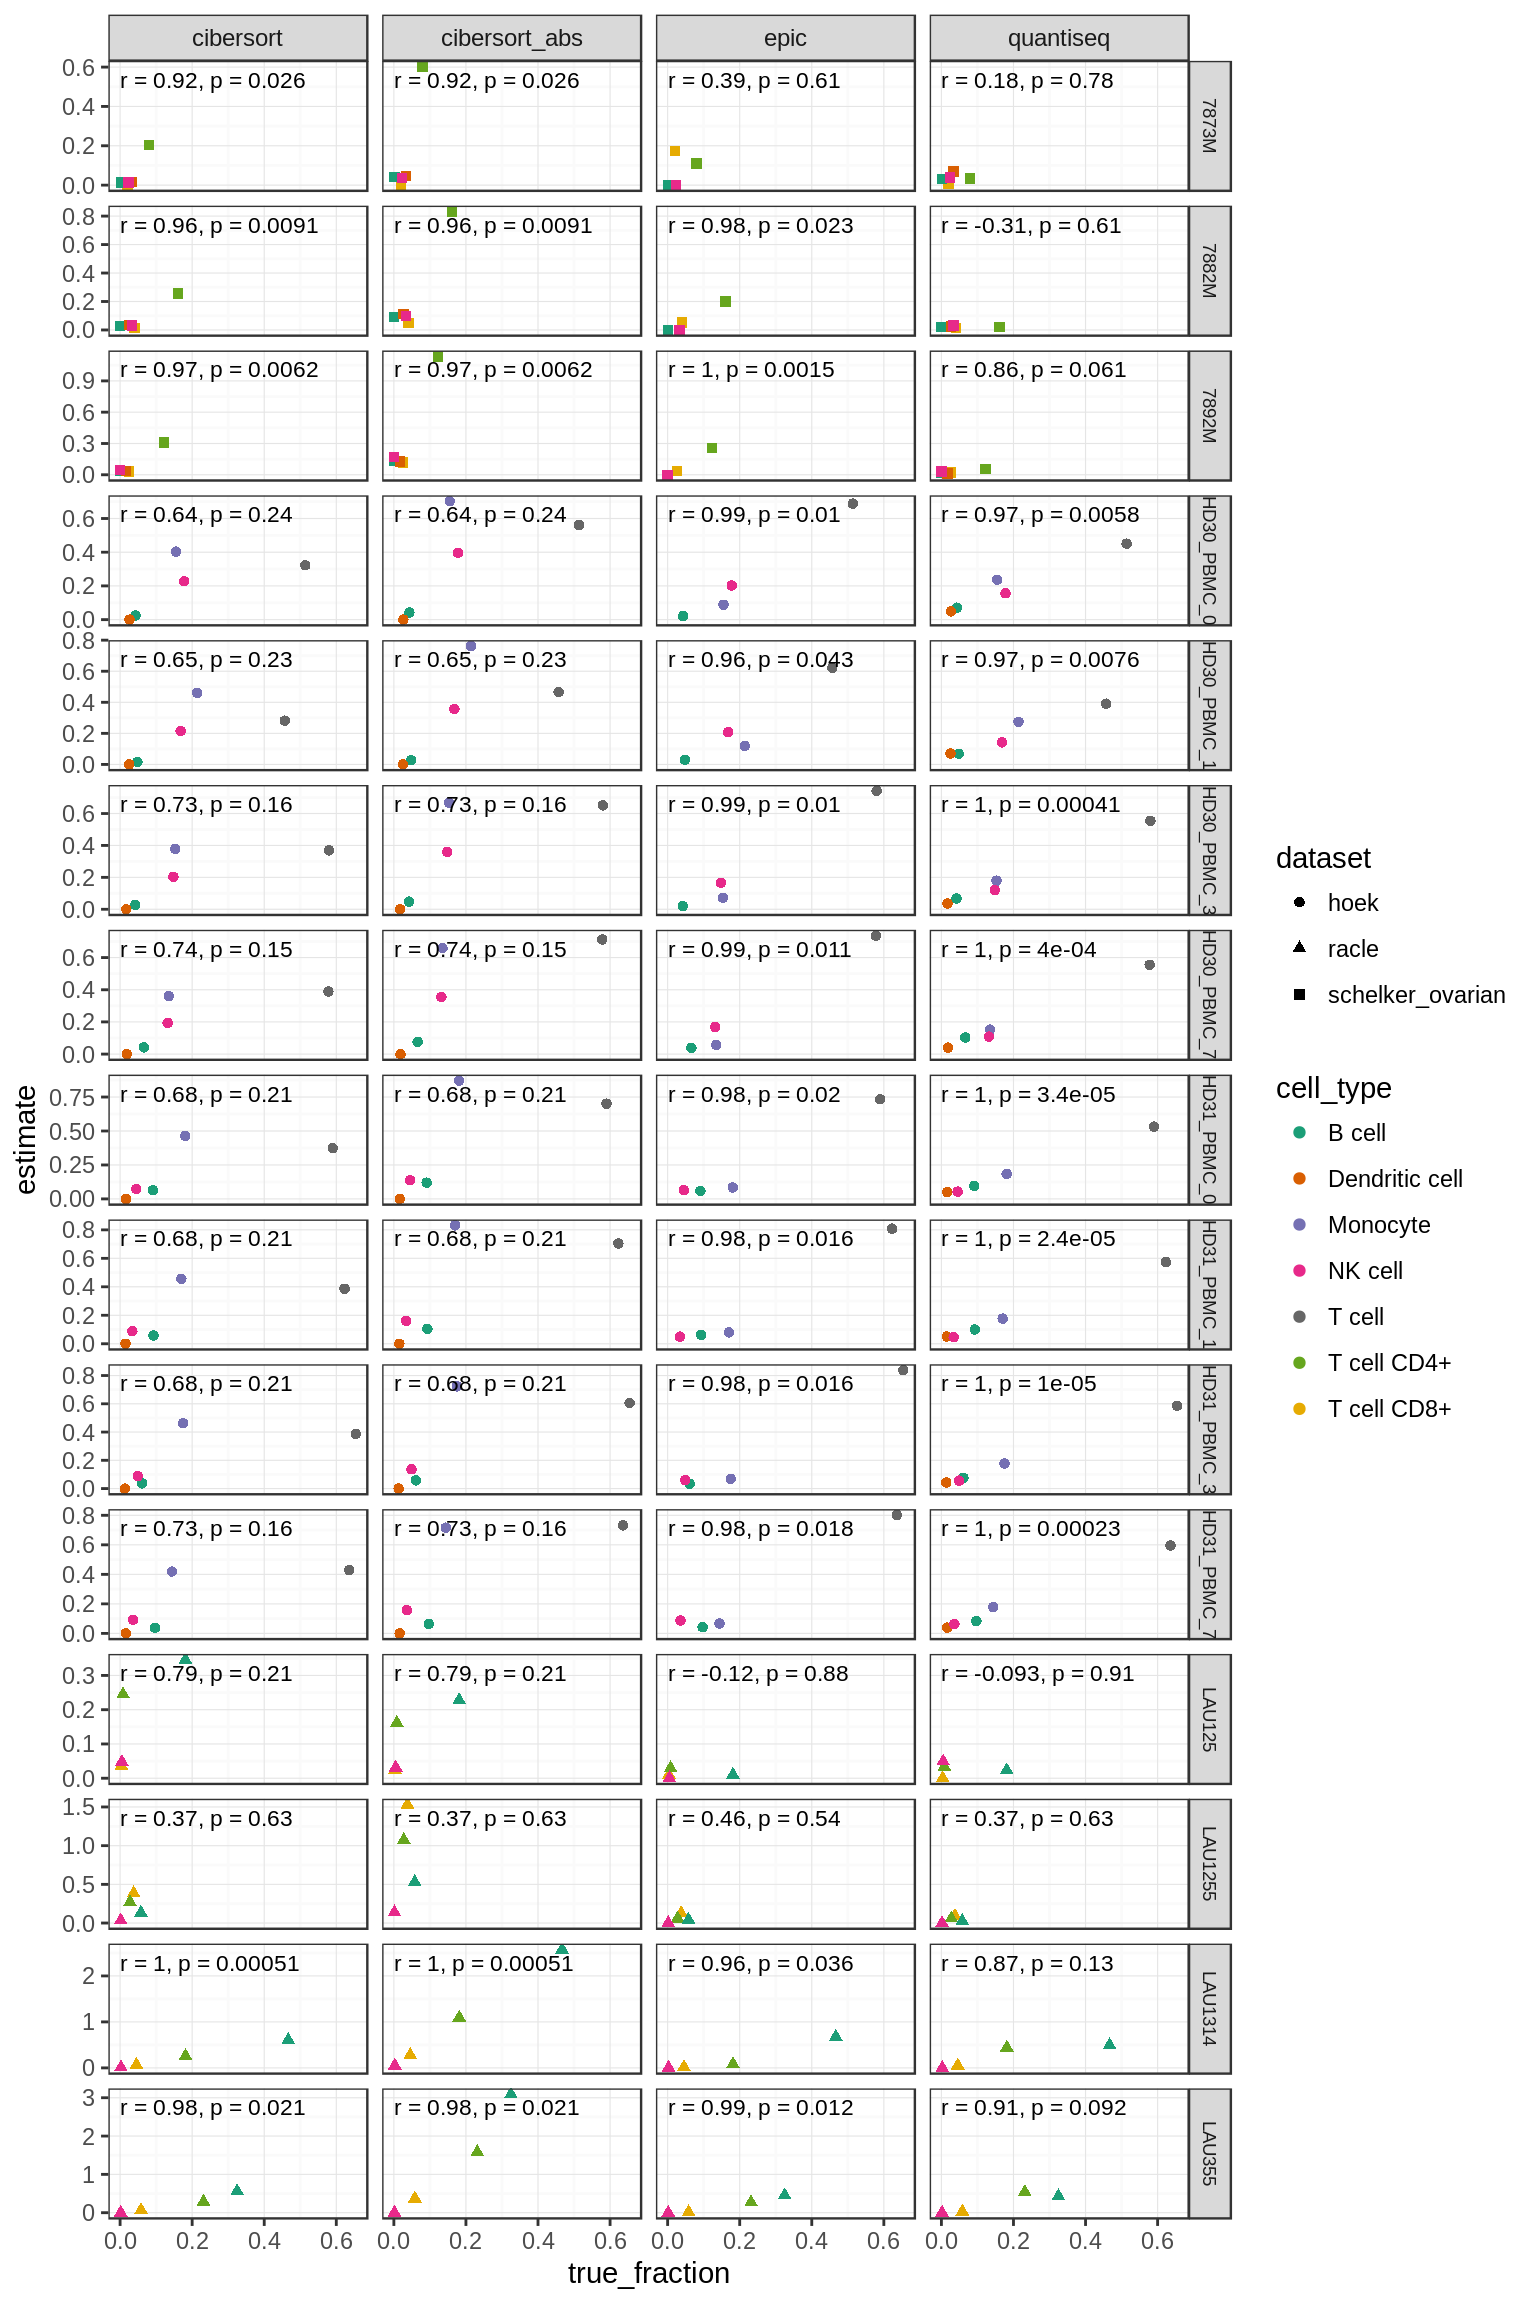 cibersort cibersort_abs epic quantiseq
0.6 0.4 0.2 0.0 r = 0.92, p = 0.026 r = 0.92, p = 0.026 r = 0.39, p = 0.61 r = 0.18, p = 0.78 7873M
0.8 0.6 0.4 0.2 0.0 r = 0.96, p = 0.0091 r = 0.96, p = 0.0091 r = 0.98, p = 0.023 r = -0.31, p = 0.61 7882M
0.9 0.6 0.3 0.0 r = 0.97, p = 0.0062 r = 0.97, p = 0.0062 r = 1, p = 0.0015 r = 0.86, p = 0.061 7892M
0.6 0.4 0.2 0.0 r = 0.64, p = 0.24 r = 0.64, p = 0.24 r = 0.99, p = 0.01 r = 0.97, p = 0.0058 HD30_PBMC_0
0.8 0.6 0.4 0.2 0.0 r = 0.65, p = 0.23 r = 0.65, p = 0.23 r = 0.96, p = 0.043 r = 0.97, p = 0.0076 HD30_PBMC_1
0.6 0.4 0.2 0.0 r = 0.73, p = 0.16 r = 0.73, p = 0.16 r = 0.99, p = 0.01 r = 1, p = 0.00041 HD30_PBMC_3
0.6 0.4 0.2 0.0 r = 0.74, p = 0.15 r = 0.74, p = 0.15 r = 0.99, p = 0.011 r = 1, p = 4e-04 HD30_PBMC_7
0.75 0.50 0.25 0.00 r = 0.68, p = 0.21 r = 0.68, p = 0.21 r = 0.98, p = 0.02 r = 1, p = 3.4e-05 HD31_PBMC_0
0.8 0.6 0.4 0.2 0.0 r = 0.68, p = 0.21 r = 0.68, p = 0.21 r = 0.98, p = 0.016 r = 1, p = 2.4e-05 HD31_PBMC_1
0.8 0.6 0.4 0.2 0.0 r = 0.68, p = 0.21 r = 0.68, p = 0.21 r = 0.98, p = 0.016 r = 1, p = 1e-05 HD31_PBMC_3
0.8 0.6 0.4 0.2 0.0 r = 0.73, p = 0.16 r = 0.73, p = 0.16 r = 0.98, p = 0.018 r = 1, p = 0.00023 HD31_PBMC_7
0.3 0.2 0.1 0.0 r = 0.79, p = 0.21 r = 0.79, p = 0.21 r = -0.12, p = 0.88 r = -0.093, p = 0.91 LAU125
1.5 1.0 0.5 0.0 r = 0.37, p = 0.63 r = 0.37, p = 0.63 r = 0.46, p = 0.54 r = 0.37, p = 0.63 LAU1255
2 1 0 r = 1, p = 0.00051 r = 1, p = 0.00051 r = 0.96, p = 0.036 r = 0.87, p = 0.13 LAU1314
3 2 1 0 r = 0.98, p = 0.021 r = 0.98, p = 0.021 r = 0.99, p = 0.012 r = 0.91, p = 0.092 LAU355
0.0 0.2 0.4 0.6 0.0 0.2 0.4 0.6 0.0 0.2 0.4 0.6 0.0 0.2 0.4 0.6
true_fraction
estimate
dataset
hoek
racle
schelker_ovarian
cell_type
B cell
Dendritic cell
Monocyte
NK cell
T cell
T cell CD4+
T cell CD8+